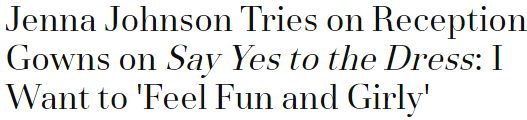 Jenna Johnson Tries on Reception
Gowns on Say Yes to the Dress: I
Want to 'Feel Fun and Girly'